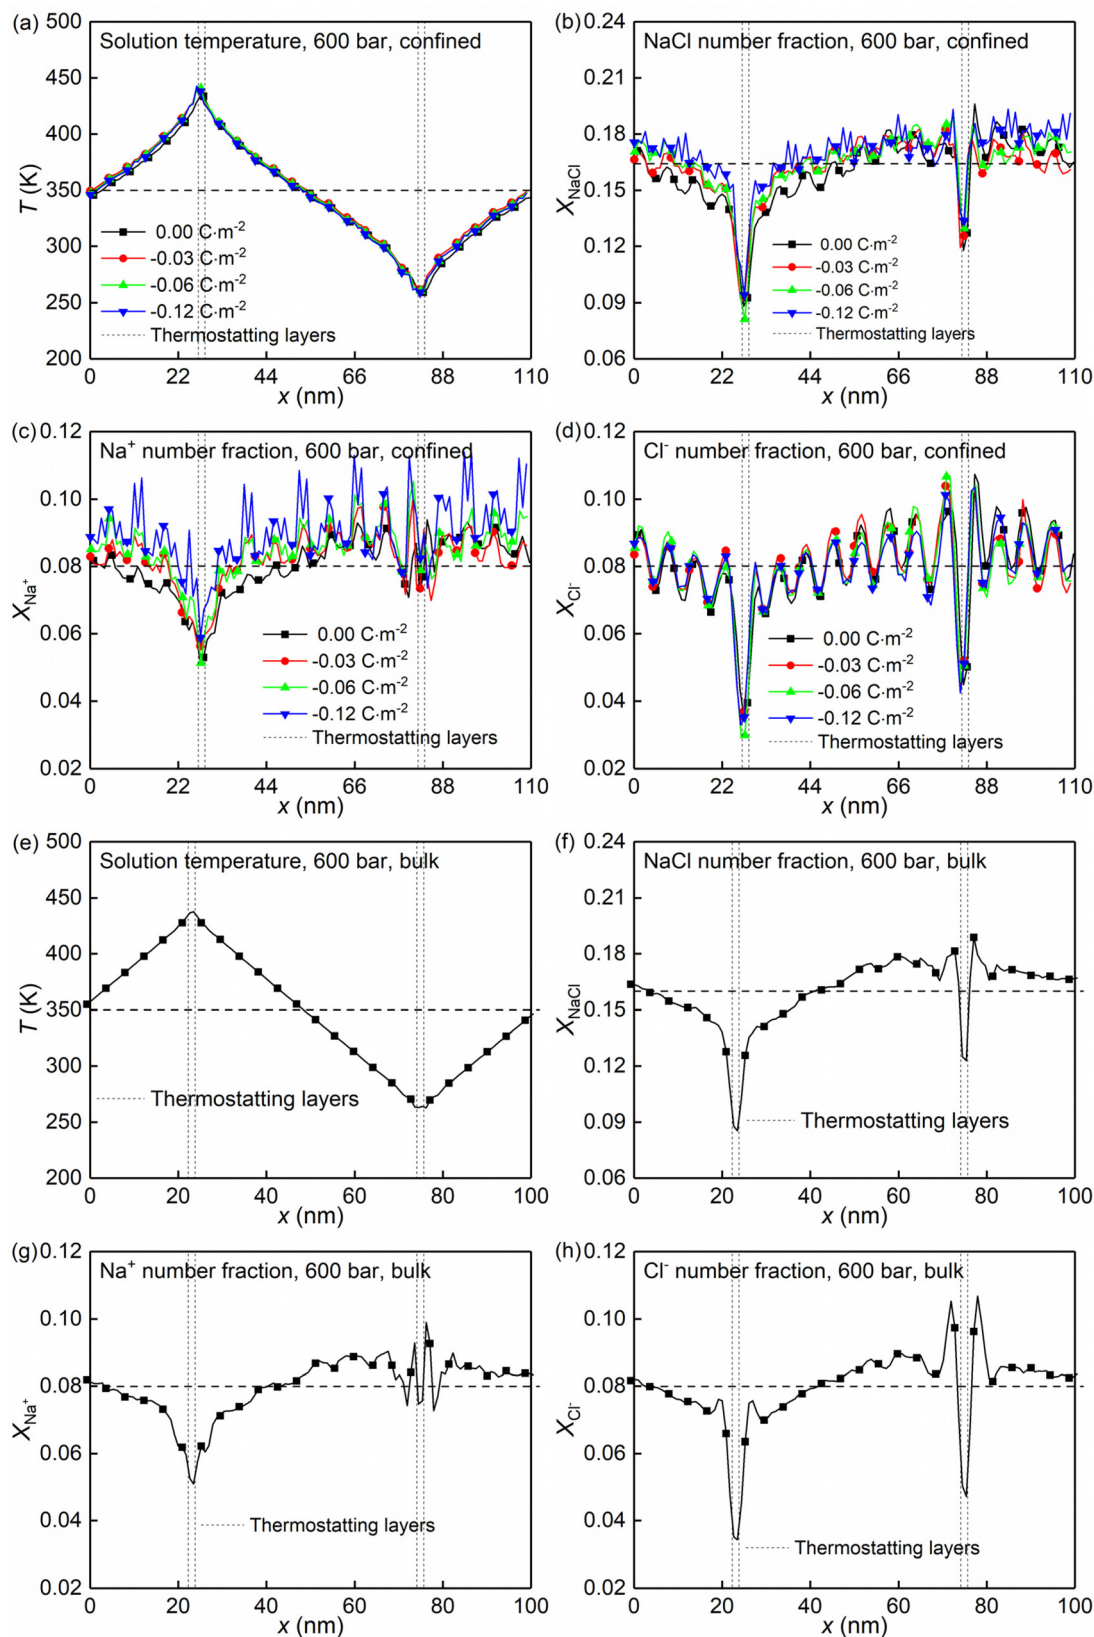 (a)
500
450
400
350
300
250
200
T (K)
Solution temperature, 600 bar, confined
0.00 C·m⁻²
-0.03 C·m⁻²
-0.06 C·m⁻²
-0.12 C·m⁻²
Thermostatting layers
0 22 44 66 88 110
x (nm)
(b)
0.24
0.21
0.18
0.15
0.12
0.09
0.06
X_NaCl
NaCl number fraction, 600 bar, confined
0.00 C·m⁻²
-0.03 C·m⁻²
-0.06 C·m⁻²
-0.12 C·m⁻²
Thermostatting layers
0 22 44 66 88 110
x (nm)
(c)
0.12
0.10
0.08
0.06
0.04
0.02
X_Na⁺
Na⁺ number fraction, 600 bar, confined
0.00 C·m⁻²
-0.03 C·m⁻²
-0.06 C·m⁻²
-0.12 C·m⁻²
Thermostatting layers
0 22 44 66 88 110
x (nm)
(d)
0.12
0.10
0.08
0.06
0.04
0.02
X_Cl⁻
Cl⁻ number fraction, 600 bar, confined
0.00 C·m⁻²
-0.03 C·m⁻²
-0.06 C·m⁻²
-0.12 C·m⁻²
Thermostatting layers
0 22 44 66 88 110
x (nm)
(e)
500
450
400
350
300
250
200
T (K)
Solution temperature, 600 bar, bulk
Thermostatting layers
0 20 40 60 80 100
x (nm)
(f)
0.24
0.21
0.18
0.15
0.12
0.09
0.06
X_NaCl
NaCl number fraction, 600 bar, bulk
Thermostatting layers
0 20 40 60 80 100
x (nm)
(g)
0.12
0.10
0.08
0.06
0.04
0.02
X_Na⁺
Na⁺ number fraction, 600 bar, bulk
Thermostatting layers
0 20 40 60 80 100
x (nm)
(h)
0.12
0.10
0.08
0.06
0.04
0.02
X_Cl⁻
Cl⁻ number fraction, 600 bar, bulk
Thermostatting layers
0 20 40 60 80 100
x (nm)